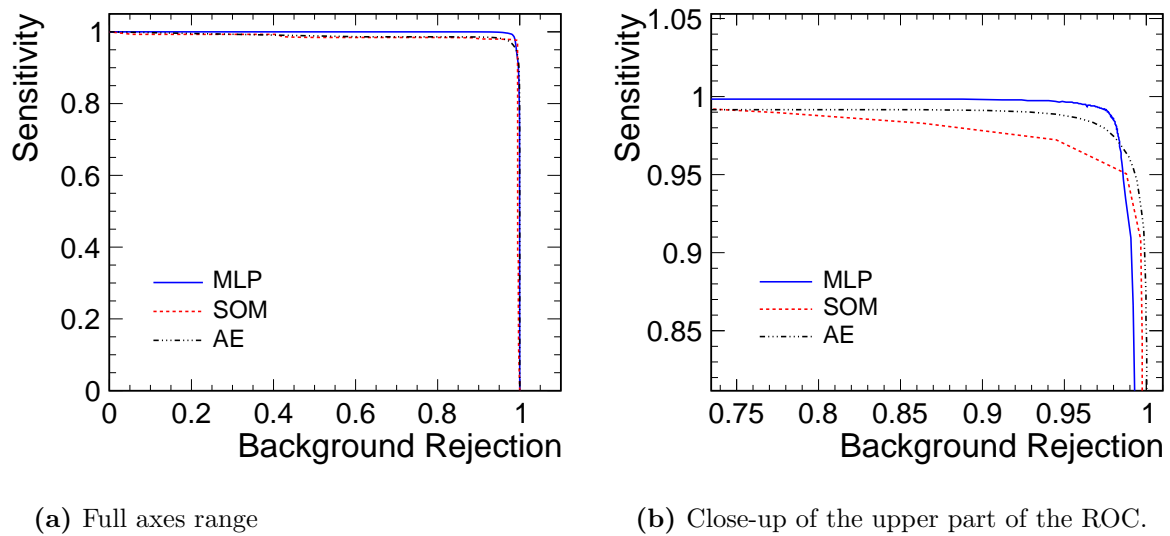 Sensitivity
1
0.8
0.6
0.4
0.2
0
MLP
SOM
AE
0 0.2 0.4 0.6 0.8 1
Background Rejection
(a) Full axes range
Sensitivity
1.05
1
0.95
0.9
0.85
MLP
SOM
AE
0.75 0.8 0.85 0.9 0.95 1
Background Rejection
(b) Close-up of the upper part of the ROC.